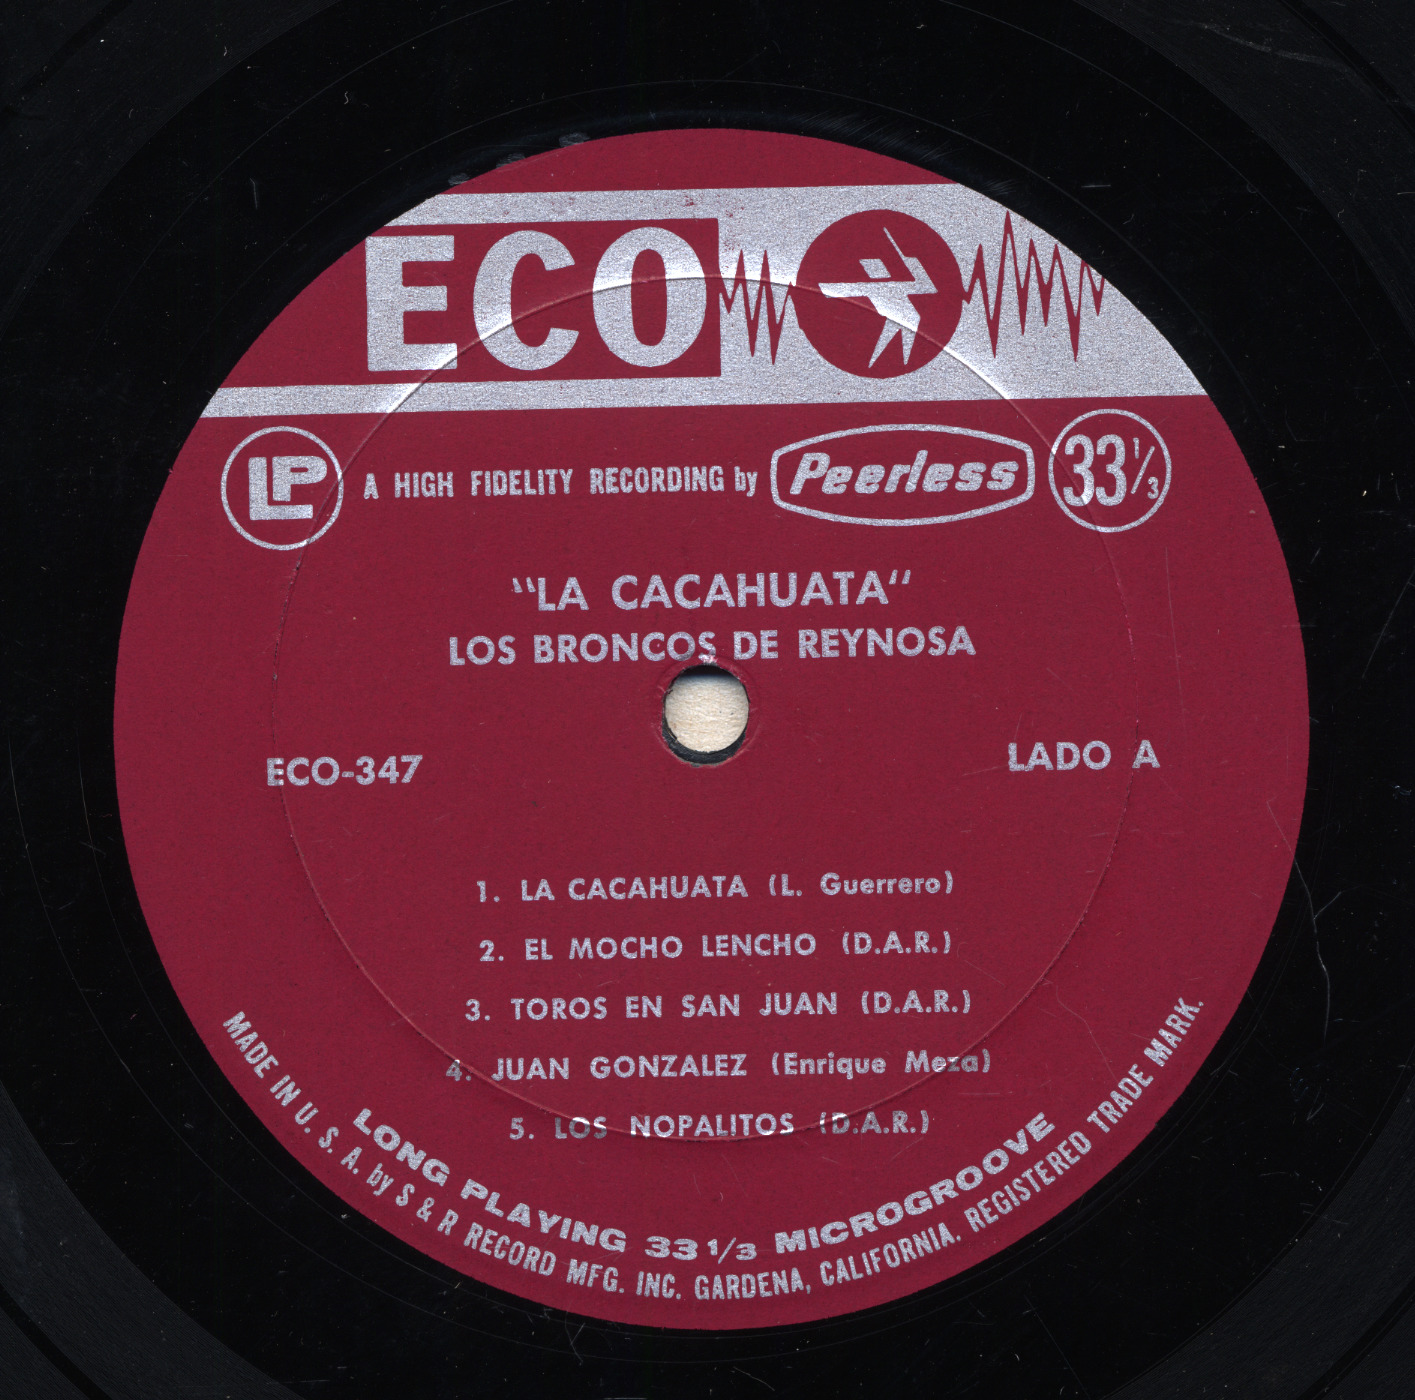 ECO
LP A HIGH FIDELITY RECORDING by Peerless 33 1/3
"LA CACAHUATA"
LOS BRONCOS DE REYNOSA
ECO-347
LADO A
1. LA CACAHUATA (L. Guerrero)
2. EL MOCHO LENCHO (D.A.R.)
3. TOROS EN SAN JUAN (D.A.R.)
4. JUAN GONZALEZ (Enrique Meza)
5. LOS NOPALITOS (D.A.R.)
LONG PLAYING 33 1/3 MICROGROOVE
MADE IN U. S. A. by S & R RECORD MFG. INC. GARDENA, CALIFORNIA. REGISTERED TRADE MARK.